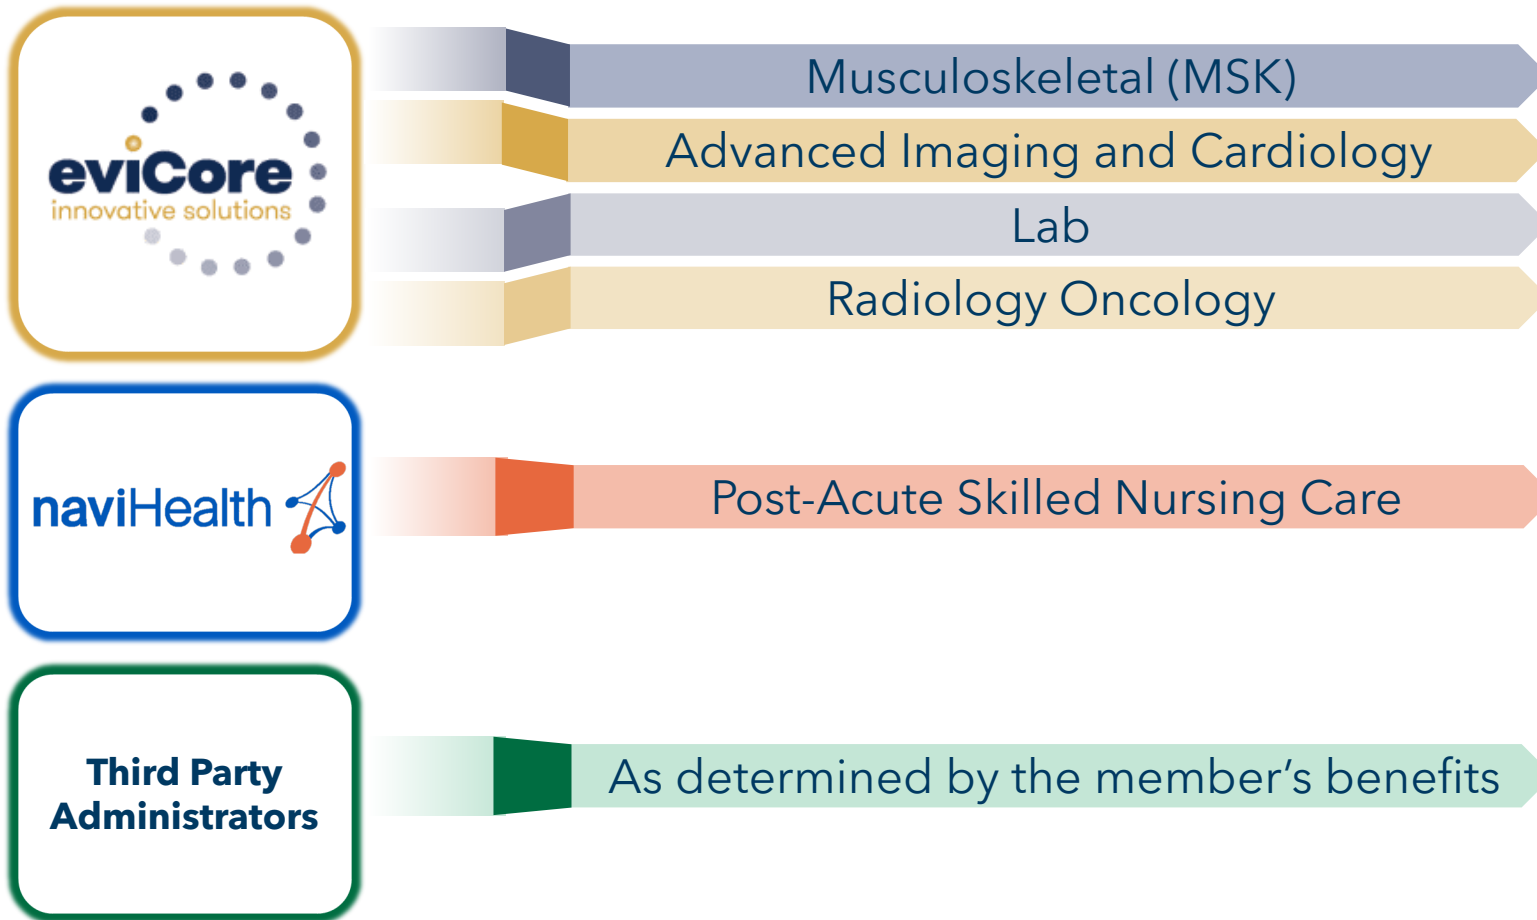 eviCore
innovative solutions
Musculoskeletal (MSK)
Advanced Imaging and Cardiology
Lab
Radiology Oncology
naviHealth
Post-Acute Skilled Nursing Care
Third Party
Administrators
As determined by the member’s benefits